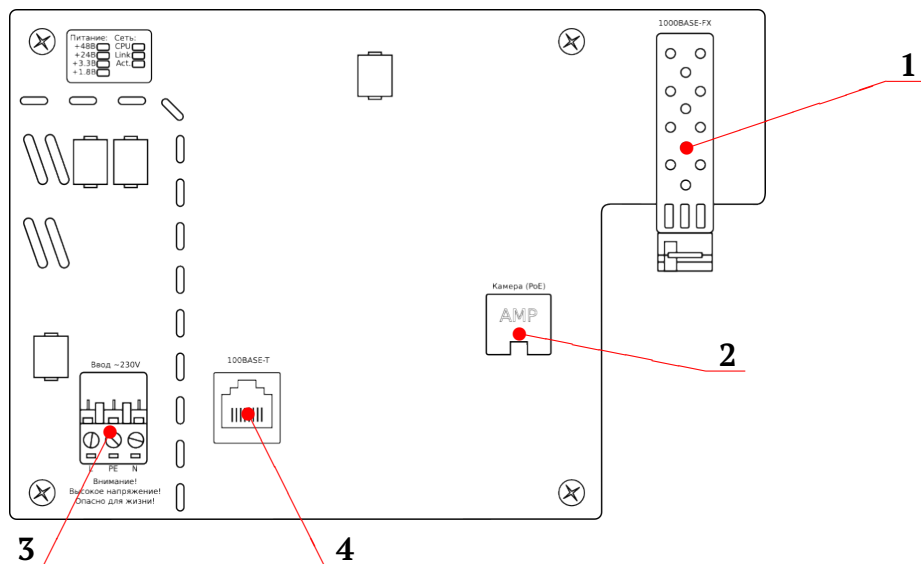 1000BASE-FX
Питание: Сеть:
+48В CPU
+24В Link
+3.3В Act.
+1.8В
1
Камера (PoE)
AMP
2
100BASE-T
Ввод ~230V
L PE N
Внимание!
Высокое напряжение!
Опасно для жизни!
3
4